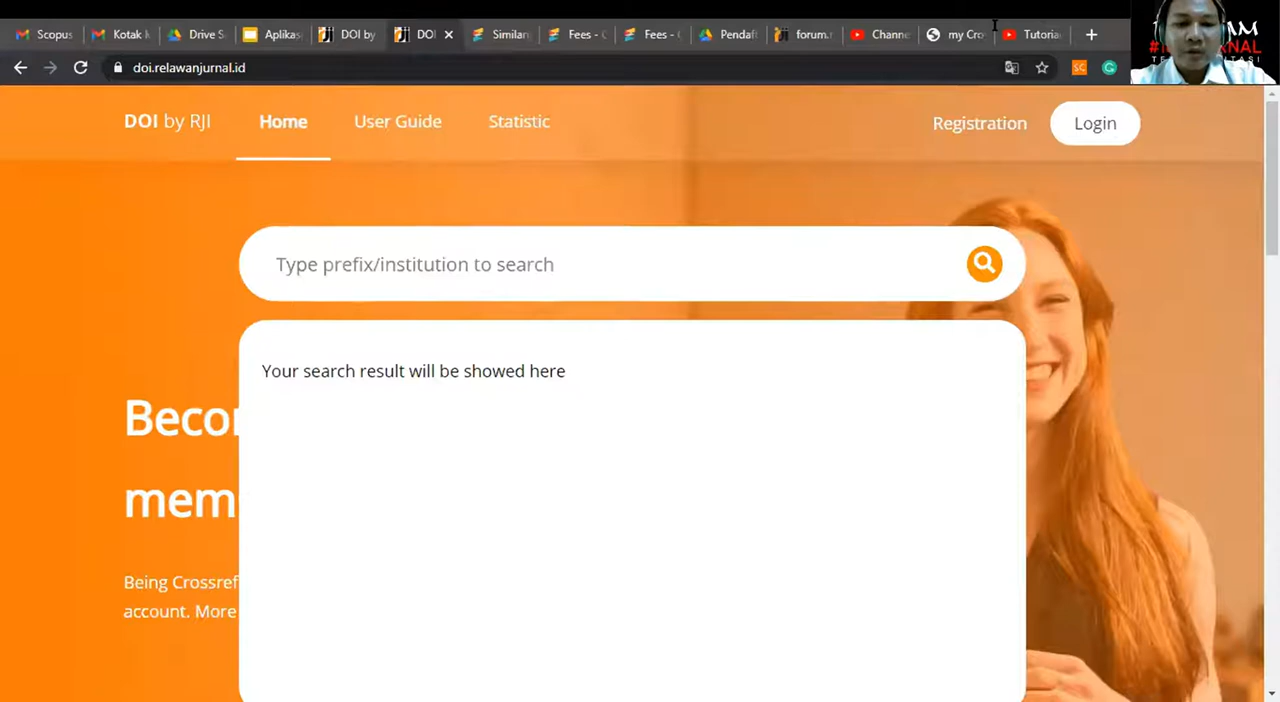 Scopus
Kotak
Drive S
Aplikas
DOI by
DOI
Similari
Fees - C
Fees - C
Pendaft
forum.r
Channe
my Cro
Tutoria
doi.relawanjurnal.id
DOI by RJI
Home
User Guide
Statistic
Registration
Login
Type prefix/institution to search
Your search result will be showed here
Becor
mem
Being Crossref
account. More